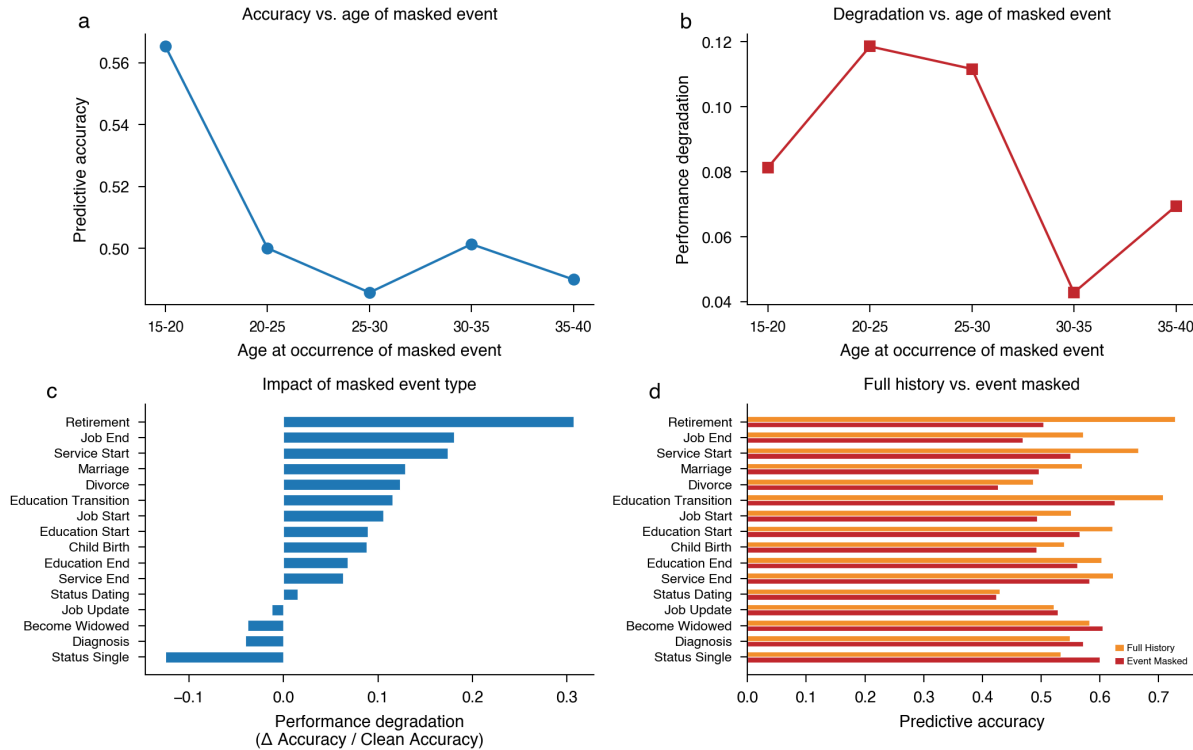 a
Accuracy vs. age of masked event
0.56
0.54
0.52
0.50
Predictive accuracy
15-20 20-25 25-30 30-35 35-40
Age at occurrence of masked event
b
Degradation vs. age of masked event
0.12
0.10
0.08
0.06
0.04
Performance degradation
15-20 20-25 25-30 30-35 35-40
Age at occurrence of masked event
c
Impact of masked event type
Retirement
Job End
Service Start
Marriage
Divorce
Education Transition
Job Start
Education Start
Child Birth
Education End
Service End
Status Dating
Job Update
Become Widowed
Diagnosis
Status Single
−0.1 0.0 0.1 0.2 0.3
Performance degradation
(Δ Accuracy / Clean Accuracy)
d
Full history vs. event masked
Retirement
Job End
Service Start
Marriage
Divorce
Education Transition
Job Start
Education Start
Child Birth
Education End
Service End
Status Dating
Job Update
Become Widowed
Diagnosis
Status Single
Full History
Event Masked
0.0 0.1 0.2 0.3 0.4 0.5 0.6 0.7
Predictive accuracy